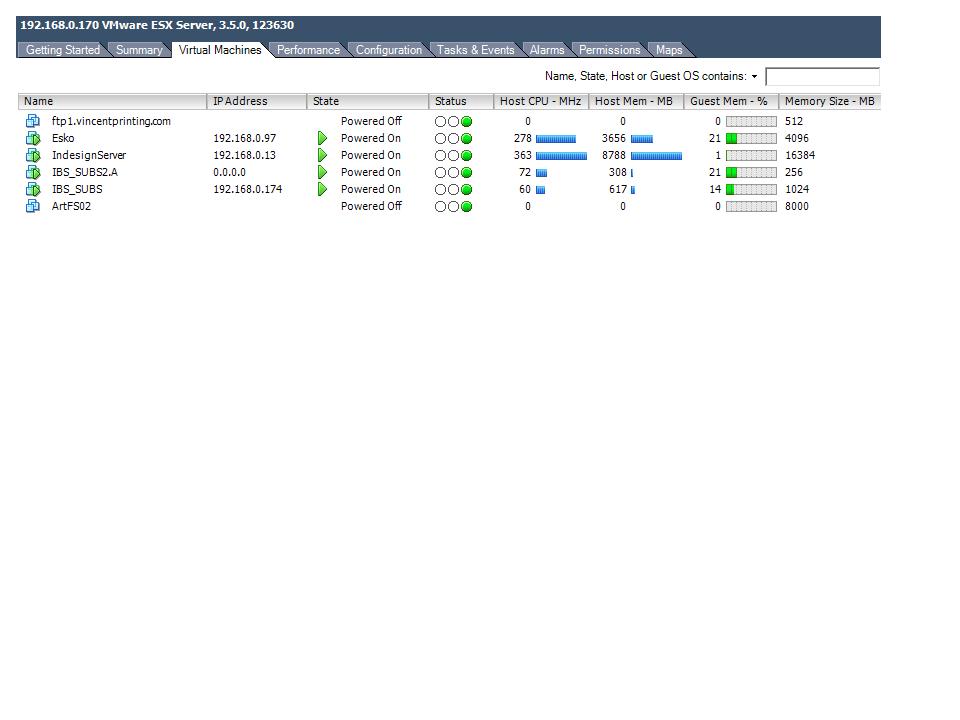 192.168.0.170 VMware ESX Server, 3.5.0, 123630
Getting Started Summary Virtual Machines Performance Configuration Tasks & Events Alarms Permissions Maps
Name, State, Host or Guest OS contains:
Name IP Address State Status Host CPU - MHz Host Mem - MB Guest Mem - % Memory Size - MB
ftp1.vincentprinting.com Powered Off 0 0 0 512
Esko 192.168.0.97 Powered On 278 3656 21 4096
IndesignServer 192.168.0.13 Powered On 363 8788 1 16384
IBS_SUBS2.A 0.0.0.0 Powered On 72 308 21 256
IBS_SUBS 192.168.0.174 Powered On 60 617 14 1024
ArtFS02 Powered Off 0 0 0 8000